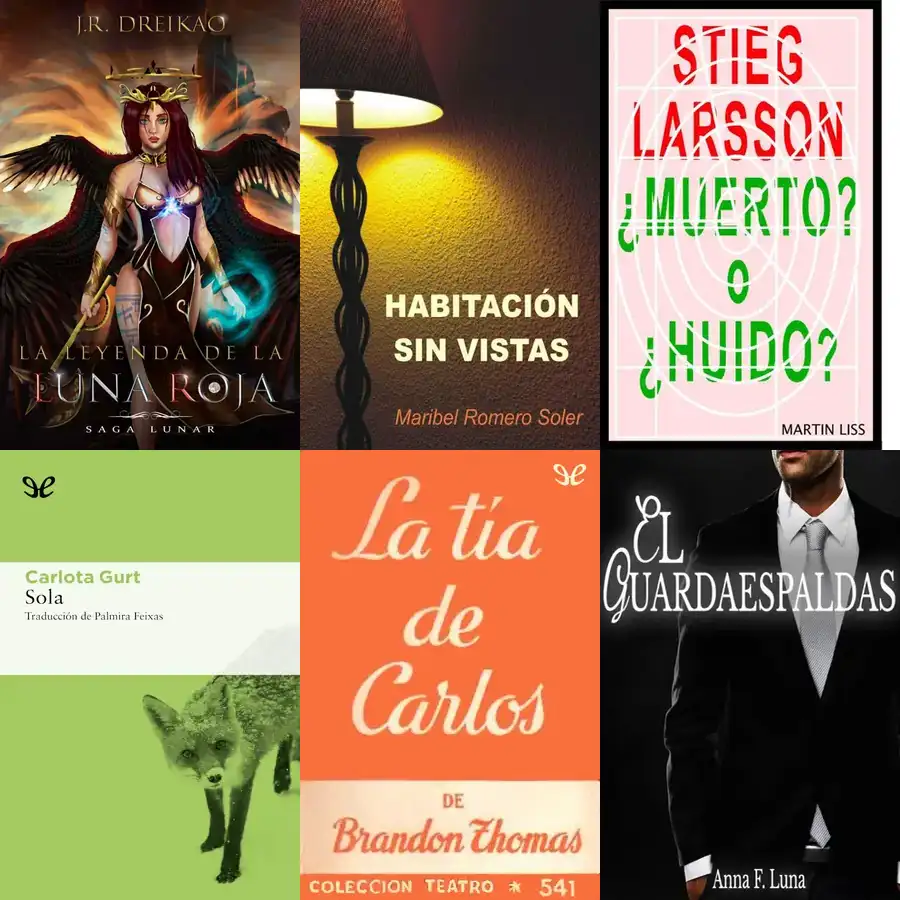 J.R. DREIKAO
LA LEYENDA DE LA
LUNA ROJA
SAGA LUNAR
HABITACIÓN
SIN VISTAS
Maribel Romero Soler
STIEG
LARSSON
¿MUERTO?
O
¿HUIDO?
MARTIN LISS
Carlota Gurt
Sola
Traducción de Palmira Feixas
La tía
de
Carlos
DE
Brandon Thomas
COLECCION TEATRO * 541
EL
GUARDAESPALDAS
Anna F. Luna